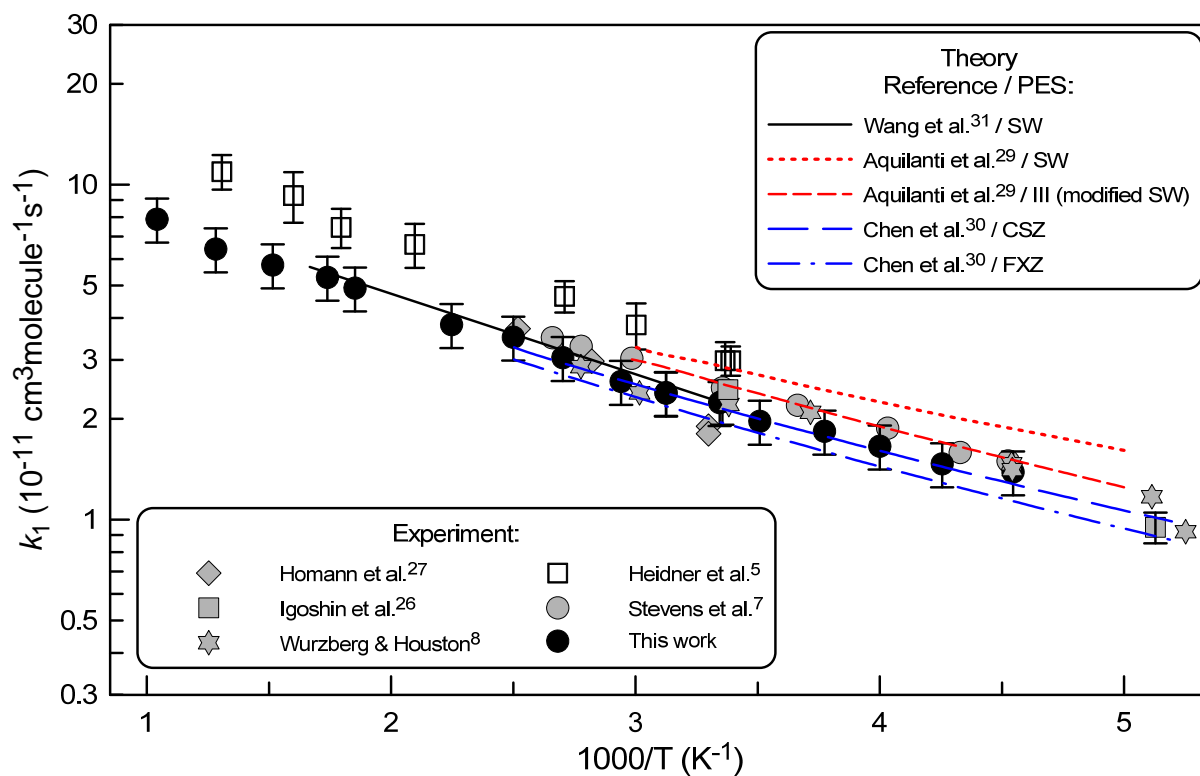 30
20
10
5
3
2
1
0.5
0.3
k₁ (10⁻¹¹ cm³molecule⁻¹s⁻¹)
Theory
Reference / PES:
Wang et al.³¹ / SW
Aquilanti et al.²⁹ / SW
Aquilanti et al.²⁹ / III (modified SW)
Chen et al.³⁰ / CSZ
Chen et al.³⁰ / FXZ
Experiment:
Homann et al.²⁷
Igoshin et al.²⁶
Wurzberg & Houston⁸
Heidner et al.⁵
Stevens et al.⁷
This work
1 2 3 4 5
1000/T (K⁻¹)